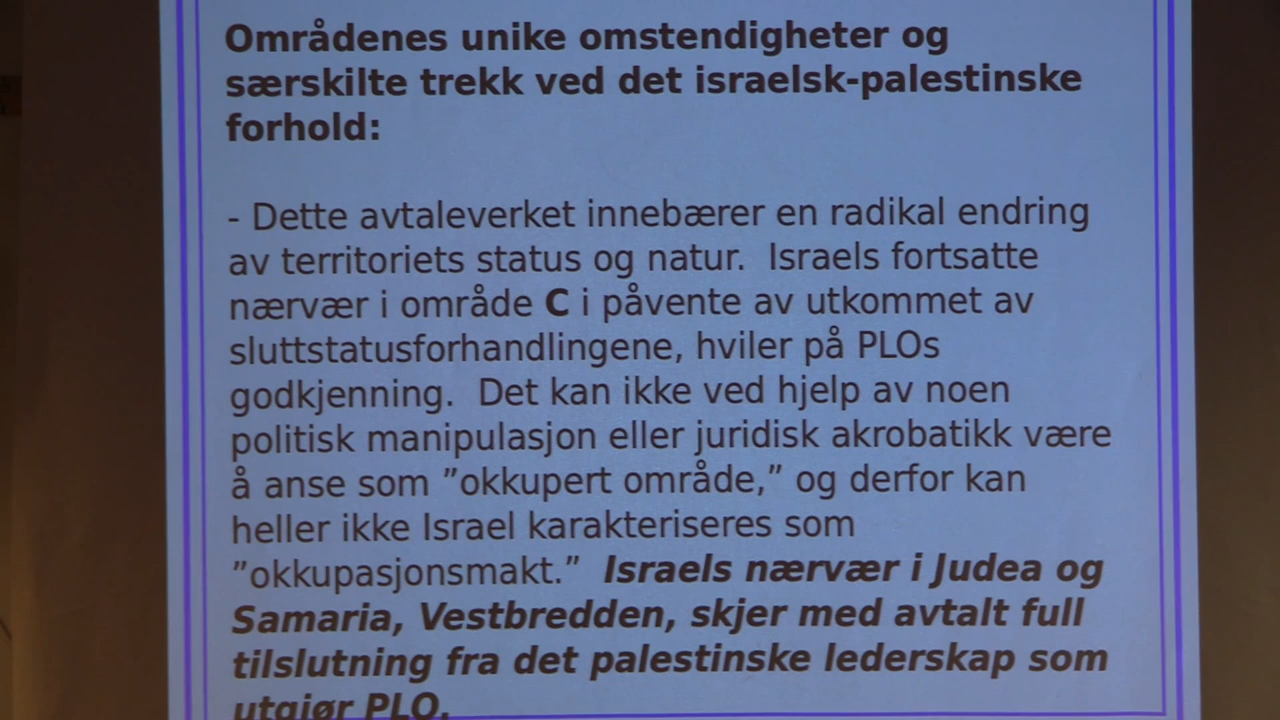 Områdenes unike omstendigheter og
særskilte trekk ved det israelsk-palestinske
forhold:
- Dette avtaleverket innebærer en radikal endring
av territoriets status og natur.  Israels fortsatte
nærvær i område C i påvente av utkommet av
sluttstatusforhandlingene, hviler på PLOs
godkjenning.  Det kan ikke ved hjelp av noen
politisk manipulasjon eller juridisk akrobatikk være
å anse som ”okkupert område,” og derfor kan
heller ikke Israel karakteriseres som
”okkupasjonsmakt.”  Israels nærvær i Judea og
Samaria, Vestbredden, skjer med avtalt full
tilslutning fra det palestinske lederskap som
utgjør PLO.